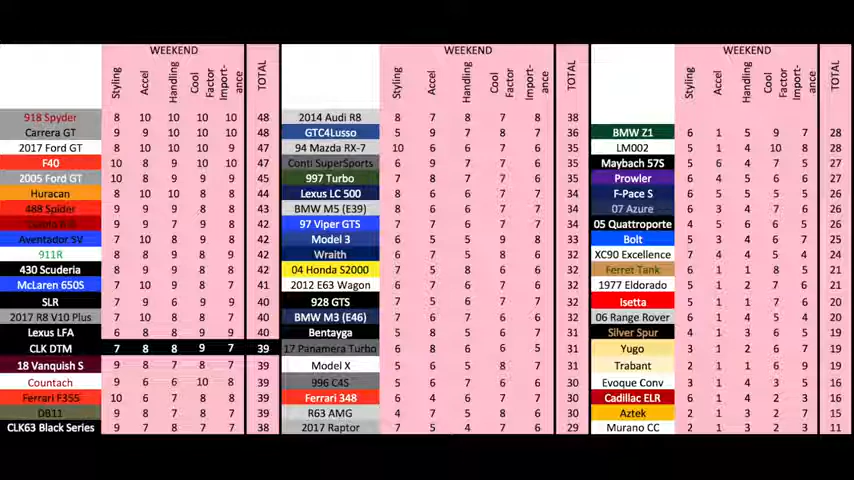 WEEKEND
Styling Accel Handling Cool Factor Import-ance TOTAL
918 Spyder 8 10 10 10 10 48
Carrera GT 9 9 10 10 10 48
2017 Ford GT 8 10 10 10 9 47
F40 10 8 9 10 10 47
2005 Ford GT 10 8 9 9 9 45
Huracan 8 10 10 8 8 44
488 Spider 9 9 9 8 8 43
9 9 9 7 8 42
Aventador SV 7 10 8 9 8 42
911R 8 8 9 9 8 42
430 Scuderia 8 8 9 9 8 42
McLaren 650S 7 10 9 8 7 41
SLR 7 9 6 9 9 40
2017 R8 V10 Plus 7 10 8 8 7 40
Lexus LFA 6 8 8 9 9 40
CLK DTM 7 8 8 9 7 39
18 Vanquish S 9 8 7 8 7 39
Countach 9 6 6 10 8 39
Ferrari F355 10 6 7 8 8 39
DB11 9 8 7 8 7 39
CLK63 Black Series 9 7 8 7 7 38
WEEKEND
Styling Accel Handling Cool Factor Import-ance TOTAL
2014 Audi R8 8 7 8 7 8 38
GTC4Lusso 5 9 7 7 8 36
94 Mazda RX-7 10 6 6 6 7 35
Conti SuperSports 6 9 7 6 7 35
997 Turbo 7 8 7 6 7 35
Lexus LC 500 8 6 6 7 7 34
BMW M5 (E39) 8 6 6 7 7 34
97 Viper GTS 8 6 6 7 7 34
Model 3 6 5 5 9 8 33
Wraith 6 7 5 8 6 32
04 Honda S2000 7 5 8 6 6 32
2012 E63 Wagon 6 7 6 7 6 32
928 GTS 7 5 6 7 7 32
BMW M3 (E46) 7 5 7 6 7 32
Bentayga 5 8 5 6 7 31
17 Panamera Turbo 6 8 6 6 5 31
Model X 5 6 5 8 7 31
996 C4S 6 5 7 6 6 30
Ferrari 348 8 5 4 7 6 30
R63 AMG 4 7 5 8 6 30
2017 Raptor 7 5 4 7 6 29
WEEKEND
Styling Accel Handling Cool Factor Import-ance TOTAL
BMW Z1 6 1 5 9 7 28
LM002 5 1 4 10 8 28
Maybach 57S 5 6 4 5 7 27
Prowler 6 4 5 6 6 27
F-Pace S 6 5 5 5 5 26
07 Azure 6 3 4 7 6 26
05 Quattroporte 4 5 6 6 5 26
Bolt 5 3 4 6 7 25
XC90 Excellence 7 4 4 5 4 24
Ferret Tank 6 1 1 8 5 21
1977 Eldorado 5 2 1 6 7 21
Isetta 5 1 1 6 7 20
06 Range Rover 6 3 2 5 4 20
Silver Spur 4 1 3 6 5 19
Yugo 3 1 2 6 7 19
Trabant 2 1 1 6 9 19
Evoque Conv 4 1 3 3 5 16
Cadillac ELR 6 1 4 2 3 16
Aztek 2 2 2 2 7 15
Murano CC 2 1 3 2 3 11